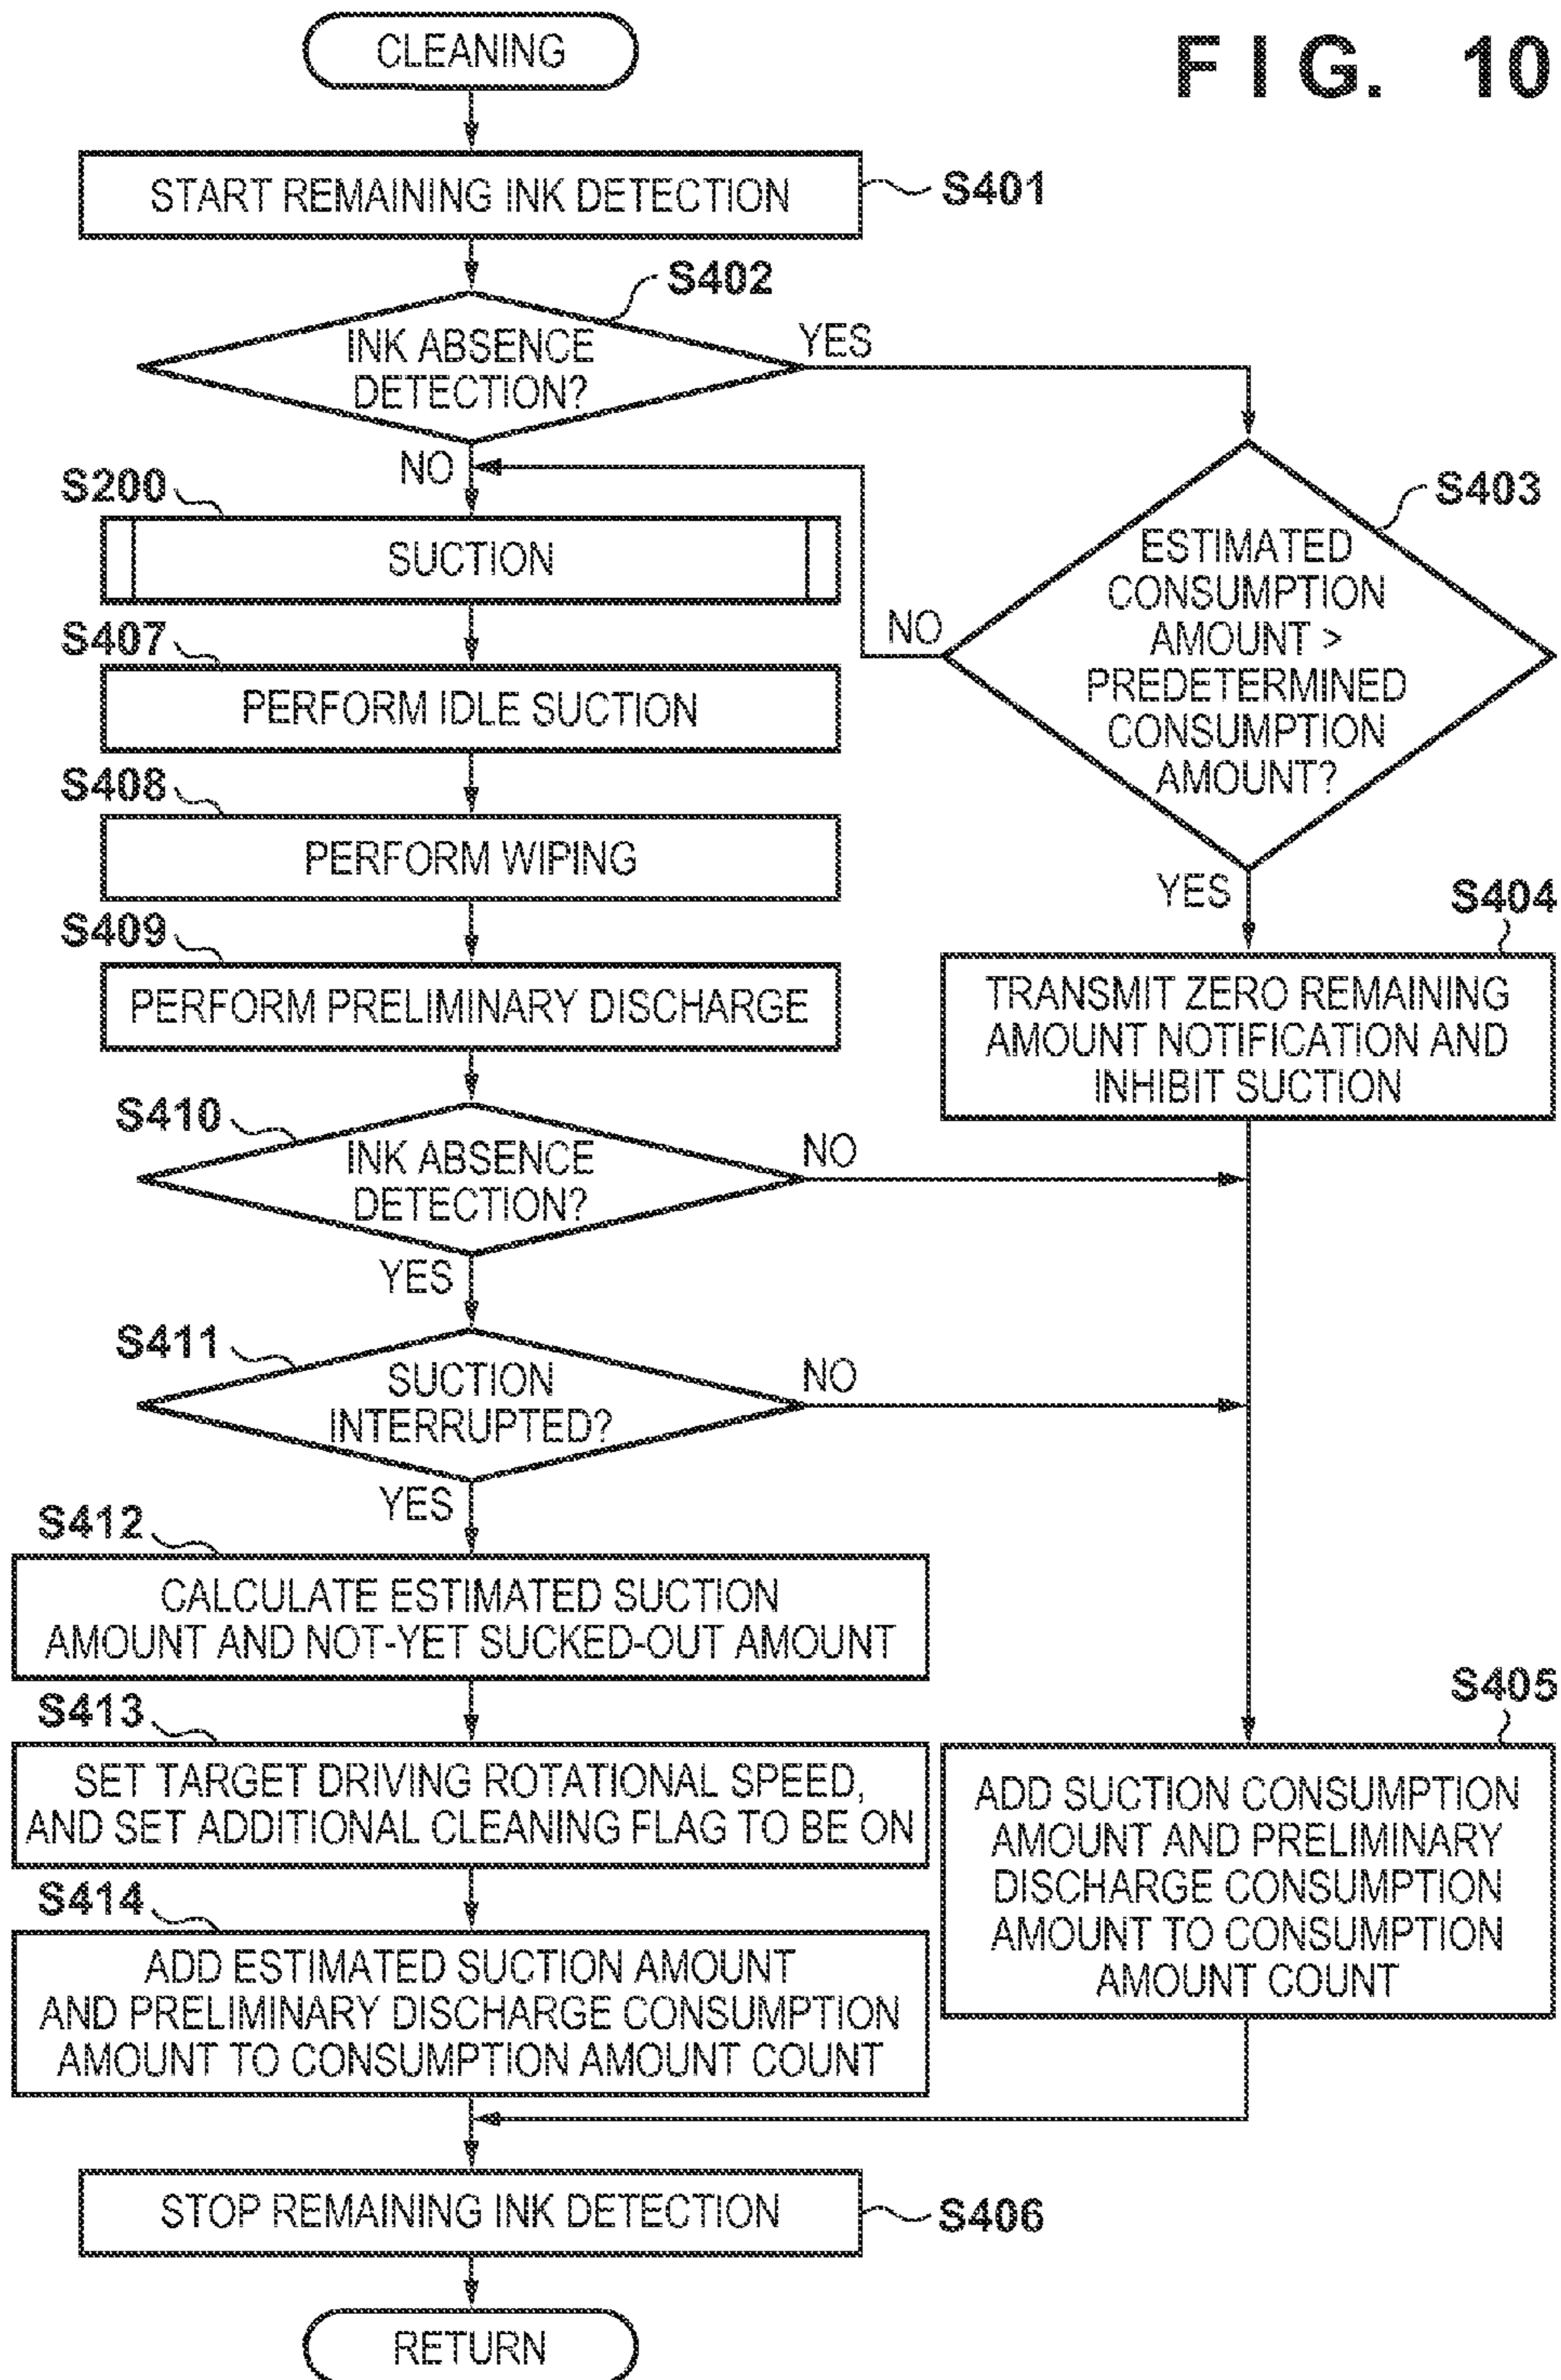 FIG. 10
CLEANING
START REMAINING INK DETECTION
S401
S402
INK ABSENCE
DETECTION?
YES
NO
S200
SUCTION
S403
ESTIMATED
CONSUMPTION
AMOUNT >
PREDETERMINED
CONSUMPTION
AMOUNT?
NO
YES
S407
PERFORM IDLE SUCTION
S408
PERFORM WIPING
S404
TRANSMIT ZERO REMAINING
AMOUNT NOTIFICATION AND
INHIBIT SUCTION
S409
PERFORM PRELIMINARY DISCHARGE
S410
INK ABSENCE
DETECTION?
NO
YES
S411
SUCTION
INTERRUPTED?
NO
YES
S412
CALCULATE ESTIMATED SUCTION
AMOUNT AND NOT-YET SUCKED-OUT AMOUNT
S413
SET TARGET DRIVING ROTATIONAL SPEED,
AND SET ADDITIONAL CLEANING FLAG TO BE ON
S405
ADD SUCTION CONSUMPTION
AMOUNT AND PRELIMINARY
DISCHARGE CONSUMPTION
AMOUNT TO CONSUMPTION
AMOUNT COUNT
S414
ADD ESTIMATED SUCTION AMOUNT
AND PRELIMINARY DISCHARGE CONSUMPTION
AMOUNT TO CONSUMPTION AMOUNT COUNT
STOP REMAINING INK DETECTION
S406
RETURN